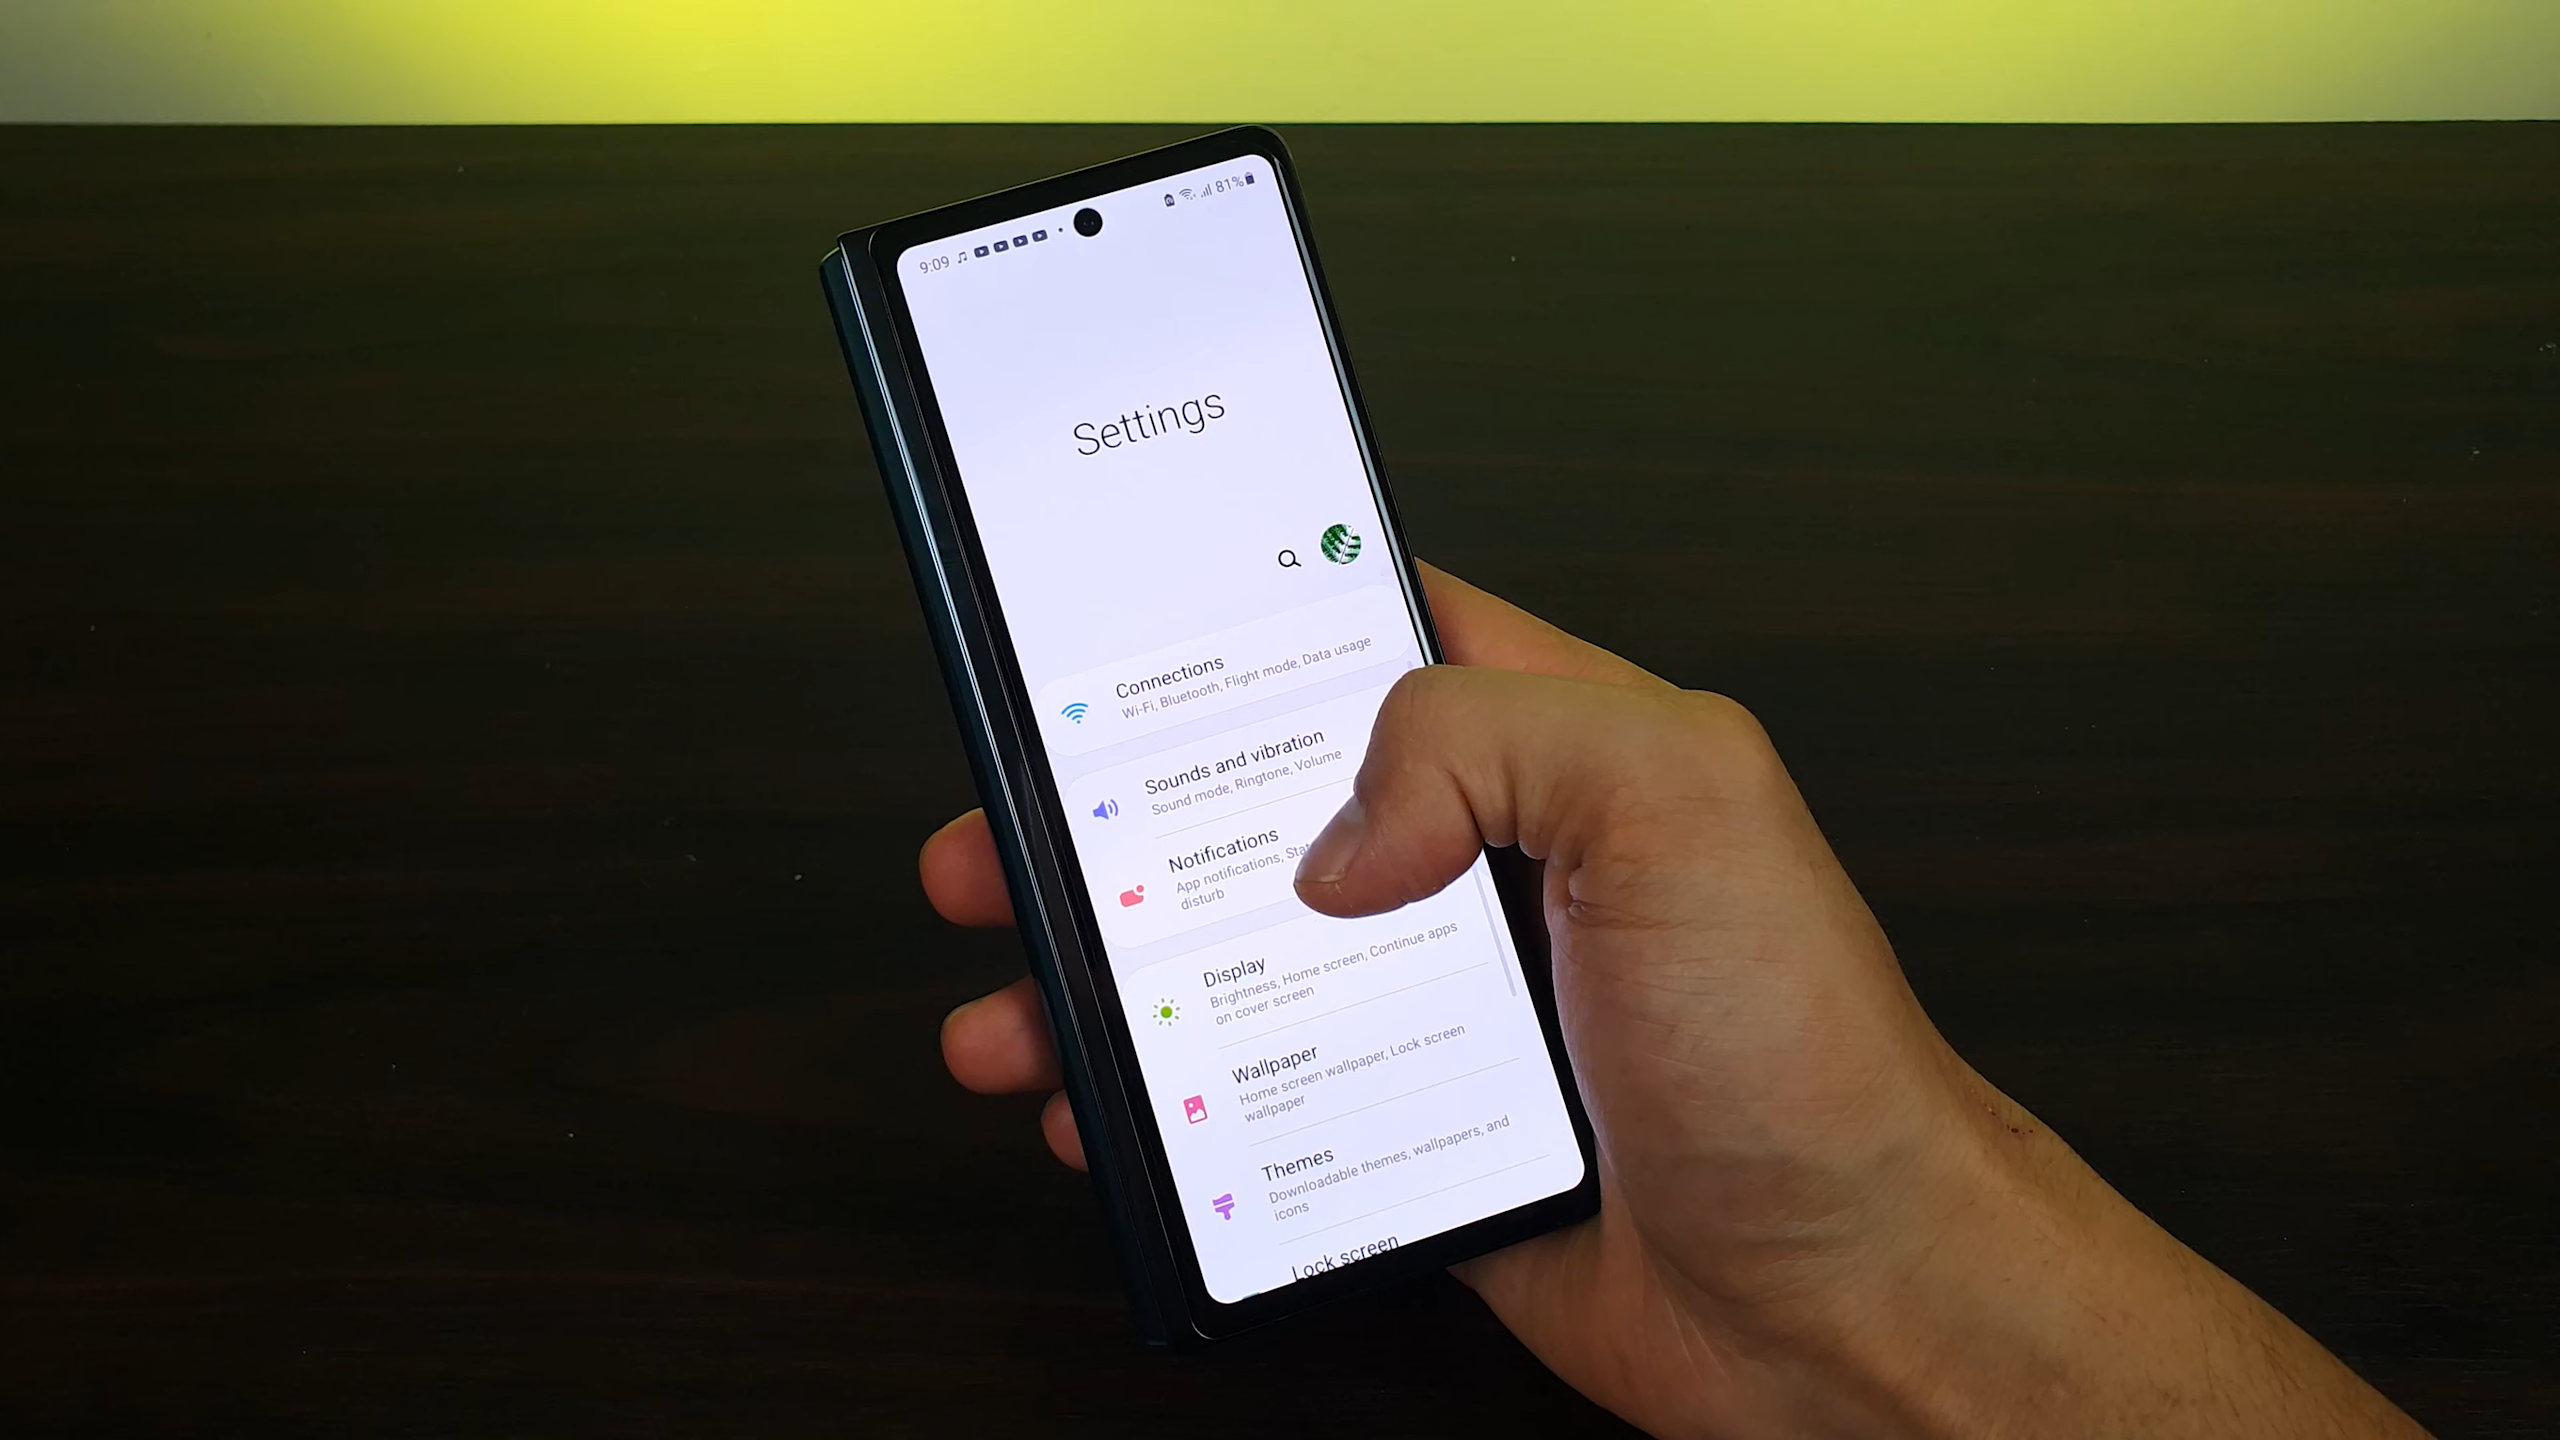 9:09
81%
Settings
Connections
Wi-Fi, Bluetooth, Flight mode, Data usage
Sounds and vibration
Sound mode, Ringtone, Volume
Notifications
App notifications,
disturb
Display
Brightness, Home screen, Continue apps
on cover screen
Wallpaper
Home screen wallpaper, Lock screen
wallpaper
Themes
Downloadable themes, wallpapers, and
icons
Lock screen